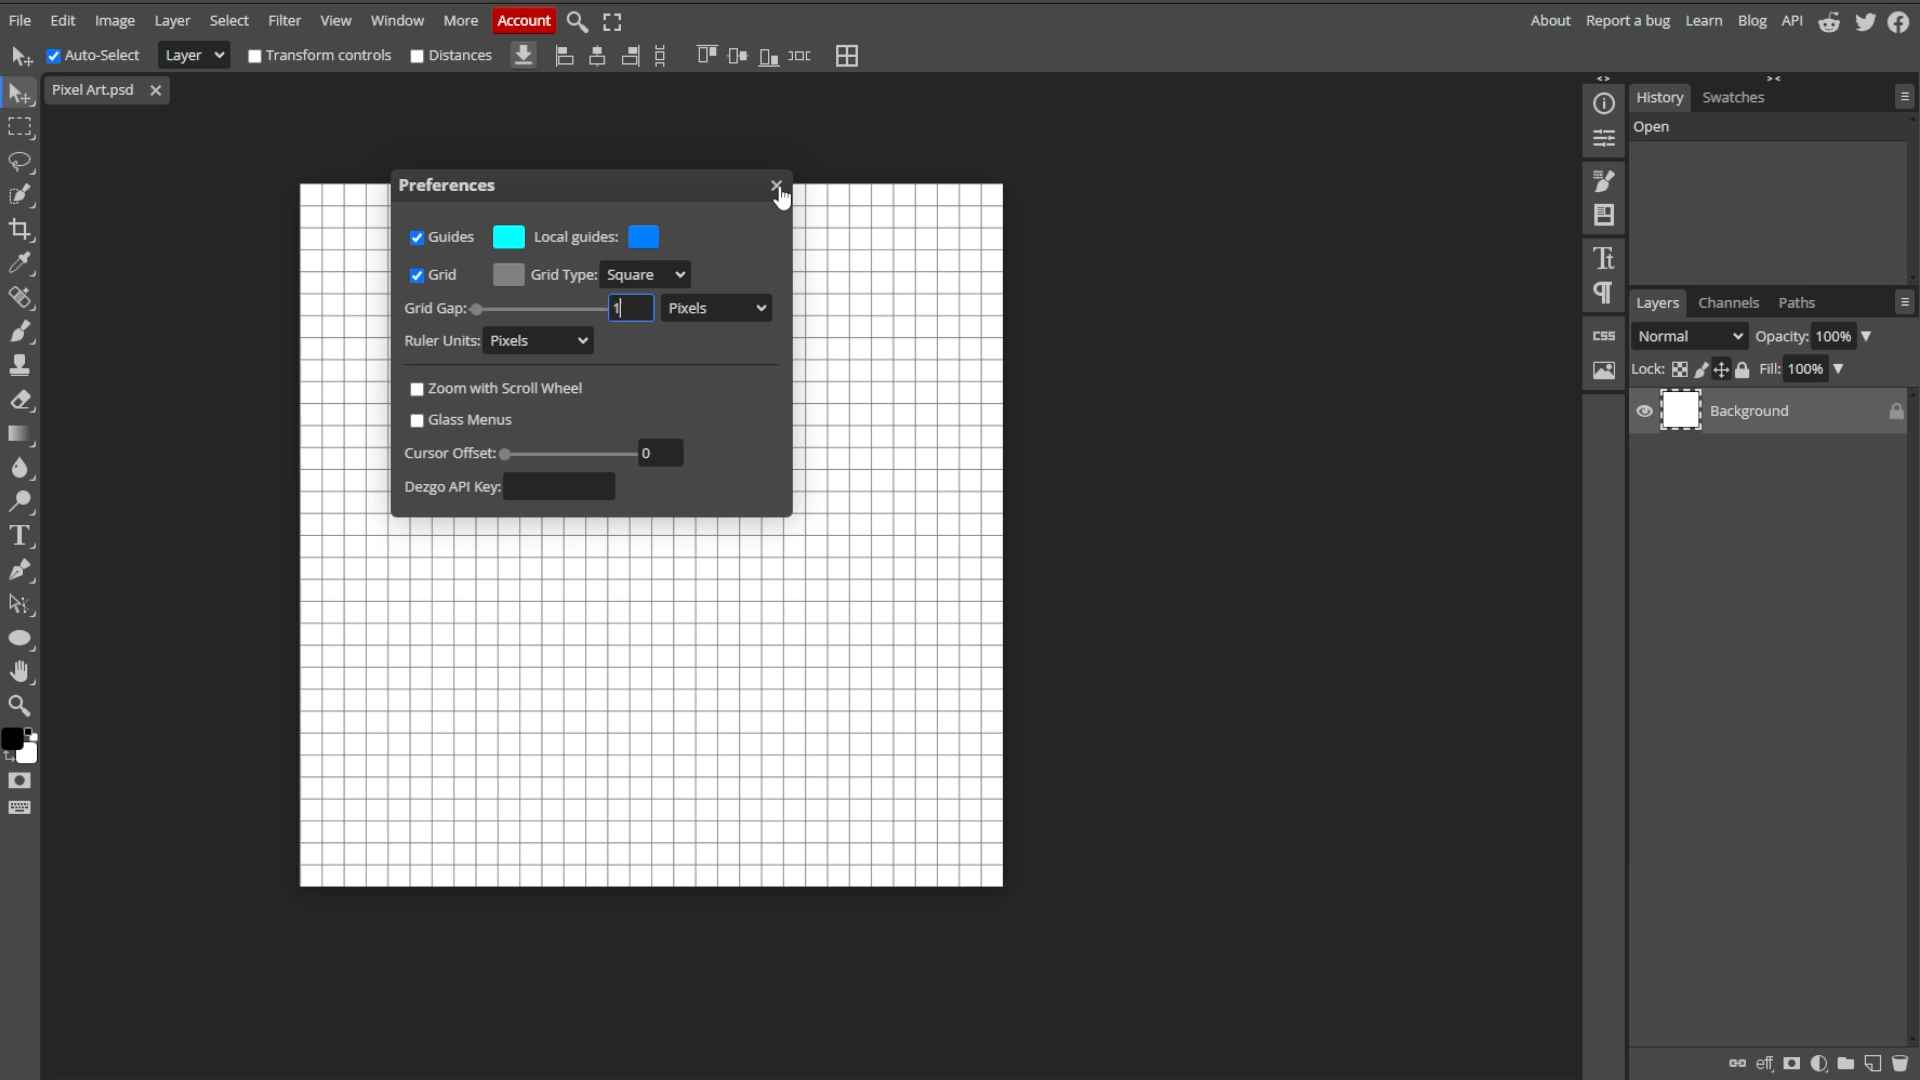 File Edit Image Layer Select Filter View Window More Account About Report a bug Learn Blog API
Auto-Select Layer Transform controls Distances
Pixel Art.psd
History Swatches
Open
Preferences
Guides Local guides:
Grid Grid Type: Square
Grid Gap: 1 Pixels
Ruler Units: Pixels
Zoom with Scroll Wheel
Glass Menus
Cursor Offset: 0
Dezgo API Key:
CSS
Layers Channels Paths
Normal Opacity: 100%
Lock: Fill: 100%
Background
eff